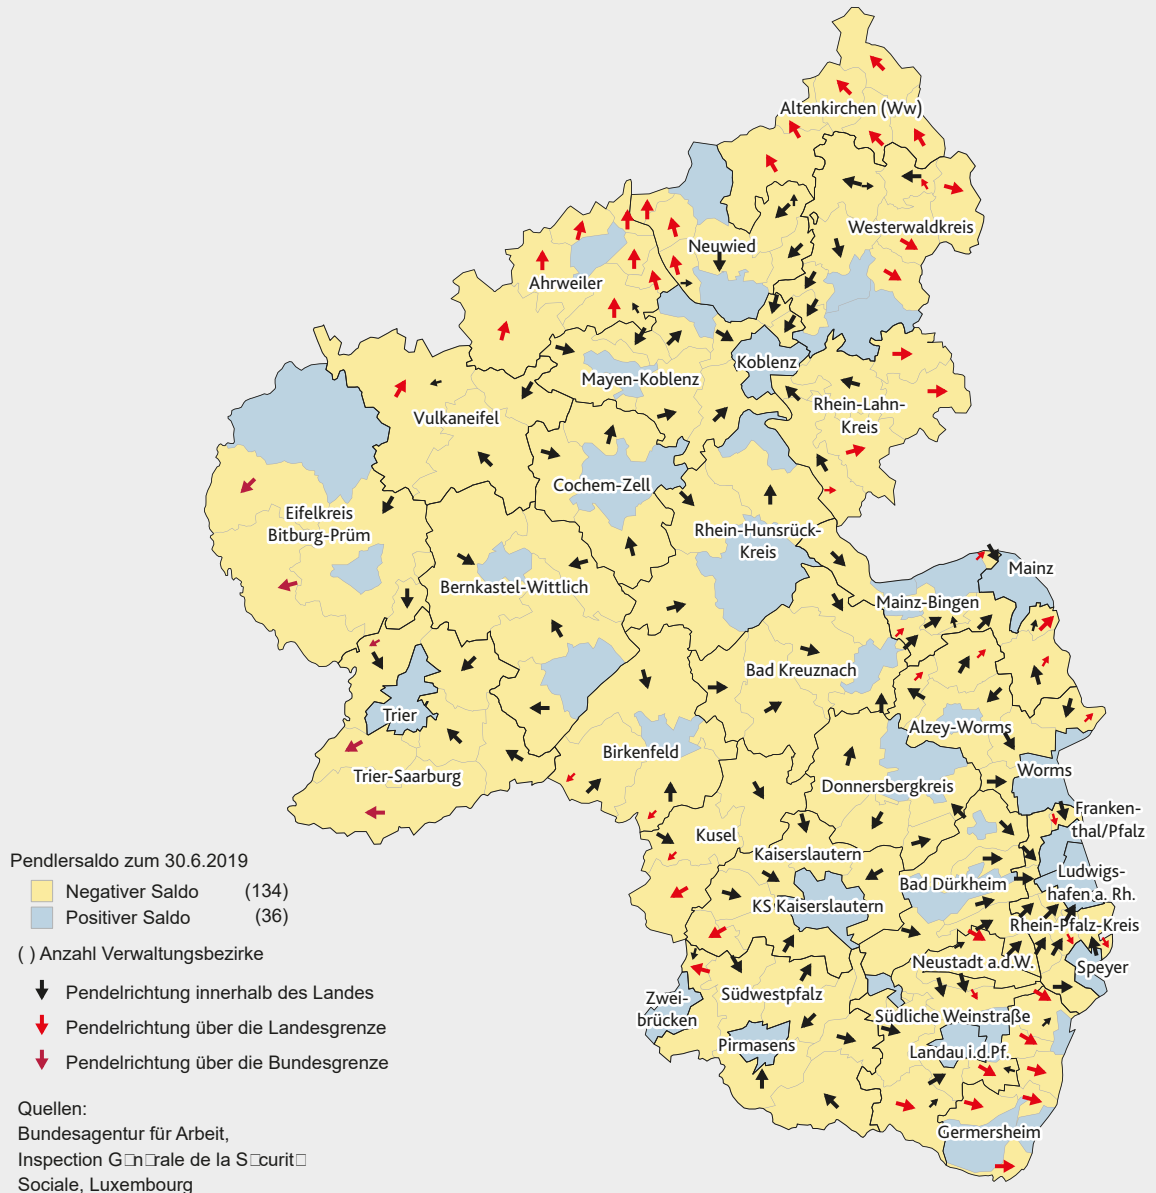 Altenkirchen (Ww)
Westerwaldkreis
Neuwied
Ahrweiler
Koblenz
Mayen-Koblenz
Rhein-Lahn-
Kreis
Vulkaneifel
Cochem-Zell
Eifelkreis
Bitburg-Prüm
Rhein-Hunsrück-
Kreis
Mainz
Bernkastel-Wittlich
Mainz-Bingen
Bad Kreuznach
Trier
Alzey-Worms
Birkenfeld
Trier-Saarburg
Worms
Donnersbergkreis
Franken-
thal/Pfalz
Kusel
Kaiserslautern
Ludwigs-
hafen a. Rh.
Bad Dürkheim
KS Kaiserslautern
Rhein-Pfalz-Kreis
Neustadt a.d.W.
Speyer
Südwestpfalz
Zwei-
brücken
Südliche Weinstraße
Pirmasens
Landau i.d.Pf.
Germersheim
Pendlersaldo zum 30.6.2019
Negativer Saldo (134)
Positiver Saldo (36)
( ) Anzahl Verwaltungsbezirke
Pendelrichtung innerhalb des Landes
Pendelrichtung über die Landesgrenze
Pendelrichtung über die Bundesgrenze
Quellen:
Bundesagentur für Arbeit,
Inspection G□n□rale de la S□curit□
Sociale, Luxembourg